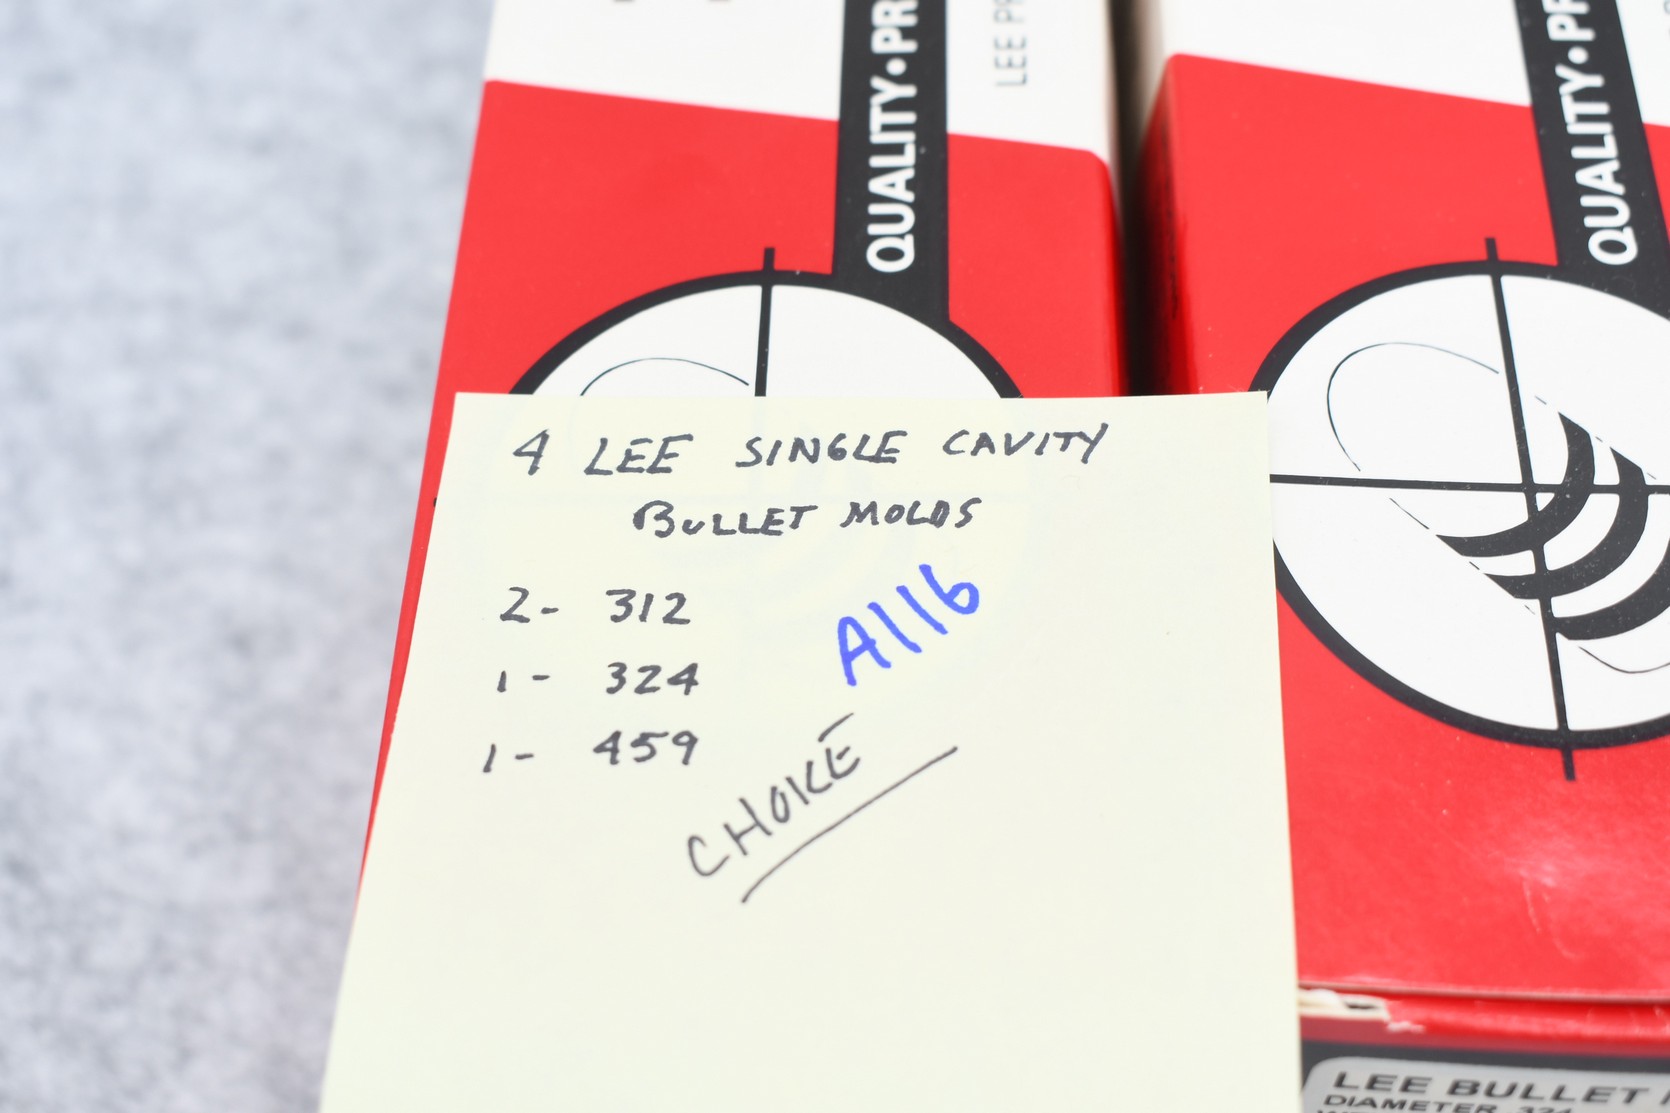 QUALITY • PR
LEE PR
QUALITY • PR
4 LEE SINGLE CAVITY
BULLET MOLDS
2- 312
1- 324
1- 459
A116
CHOICE
LEE BULLET
DIAMETER